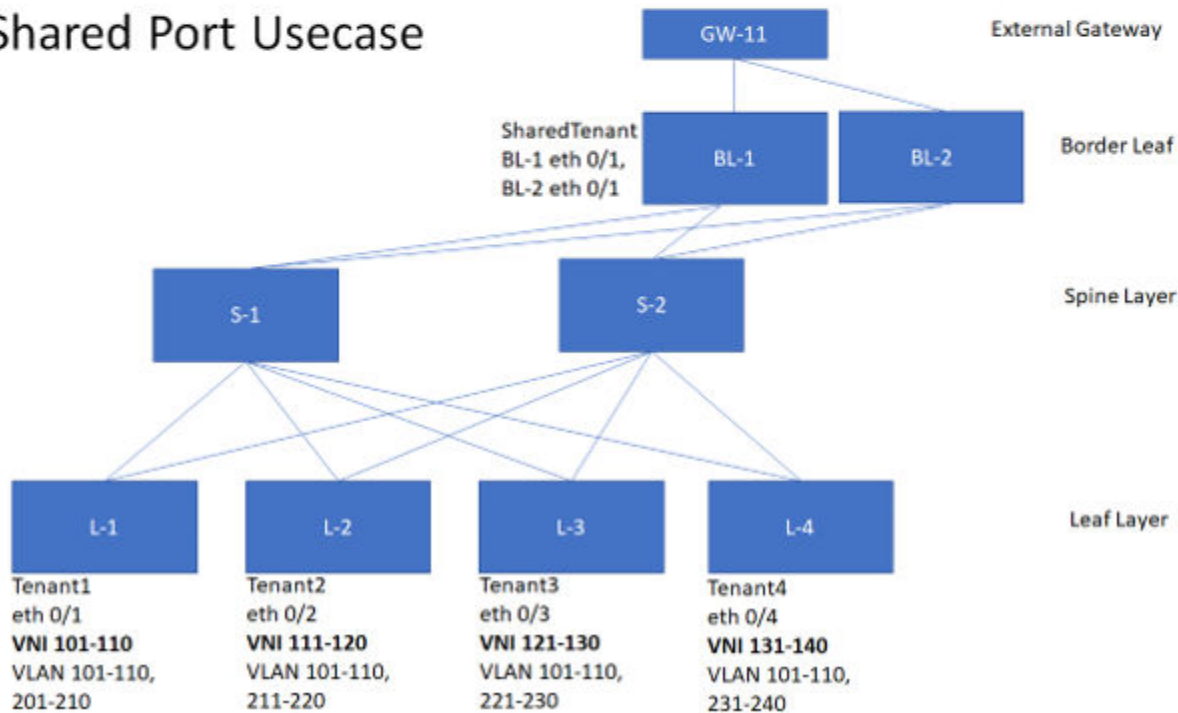 Shared Port Usecase
GW-11
External Gateway
SharedTenant
BL-1 eth 0/1,
BL-2 eth 0/1
BL-1
BL-2
Border Leaf
S-1
S-2
Spine Layer
L-1
L-2
L-3
L-4
Leaf Layer
Tenant1
eth 0/1
VNI 101-110
VLAN 101-110,
201-210
Tenant2
eth 0/2
VNI 111-120
VLAN 101-110,
211-220
Tenant3
eth 0/3
VNI 121-130
VLAN 101-110,
221-230
Tenant4
eth 0/4
VNI 131-140
VLAN 101-110,
231-240